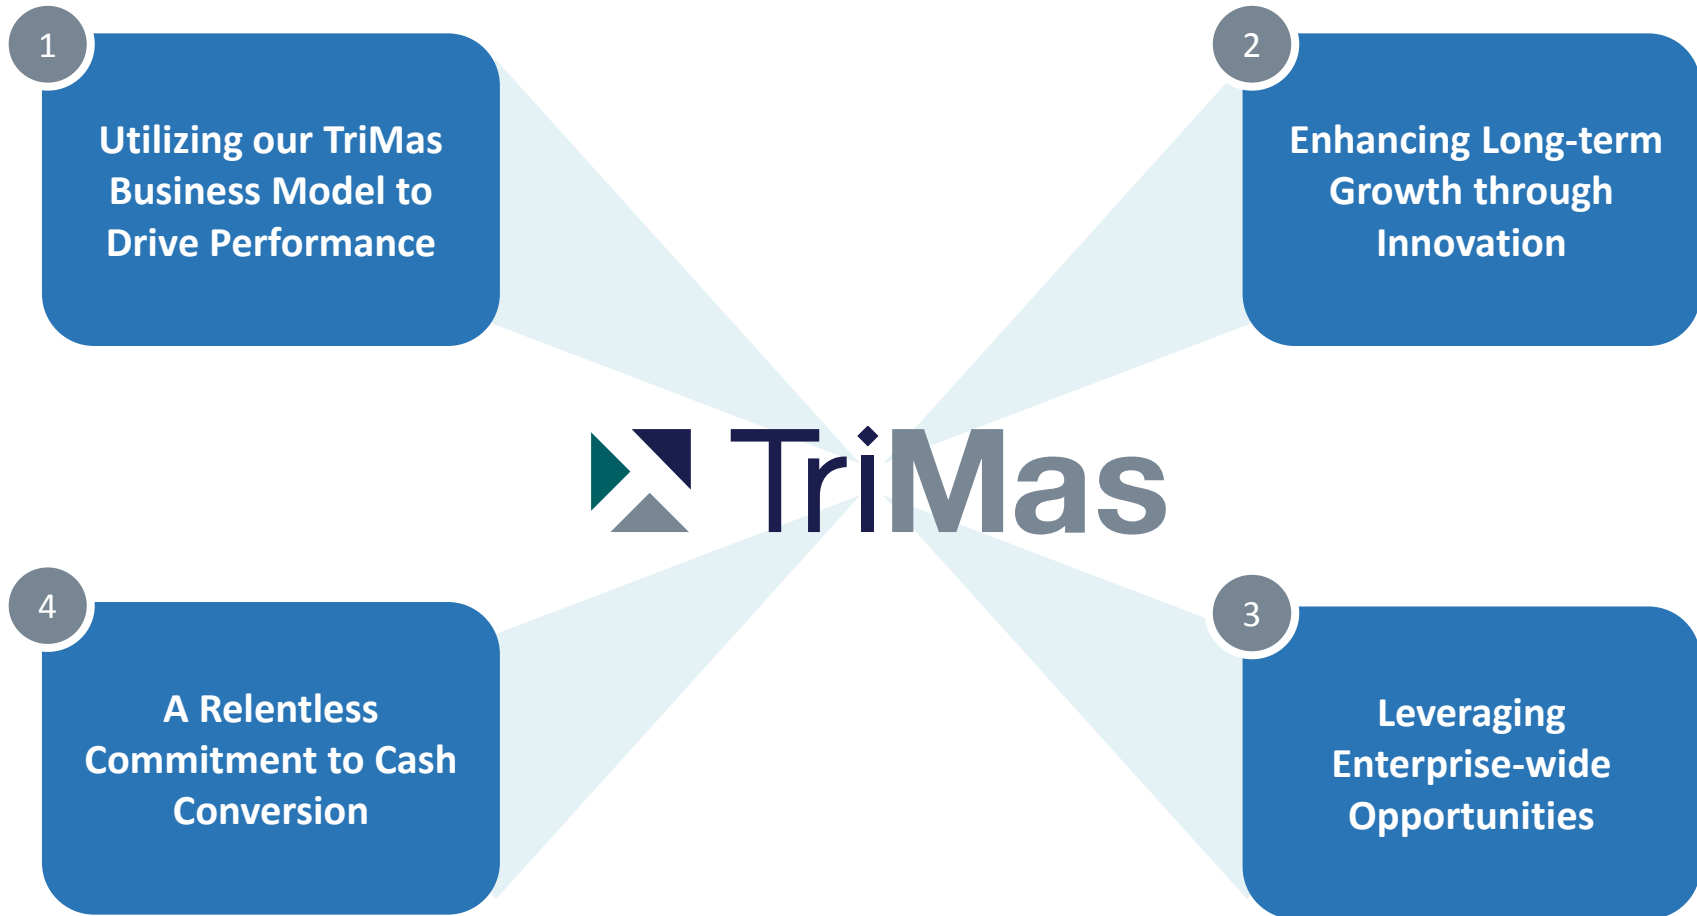 1
Utilizing our TriMas
Business Model to
Drive Performance
2
Enhancing Long-term
Growth through
Innovation
TriMas
4
A Relentless
Commitment to Cash
Conversion
3
Leveraging
Enterprise-wide
Opportunities